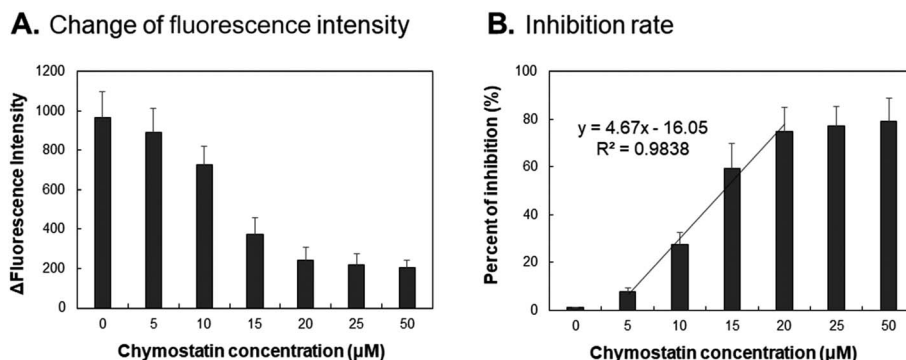 A. Change of fluorescence intensity
1200
1000
800
600
400
200
0
ΔFluorescence Intensity
0 5 10 15 20 25 50
Chymostatin concentration (μM)
B. Inhibition rate
100
80
60
40
20
0
Percent of inhibition (%)
y = 4.67x - 16.05
R² = 0.9838
0 5 10 15 20 25 50
Chymostatin concentration (μM)